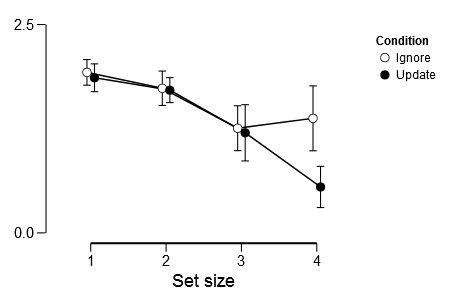 2.5
0.0
1 2 3 4
Set size
Condition
Ignore
Update